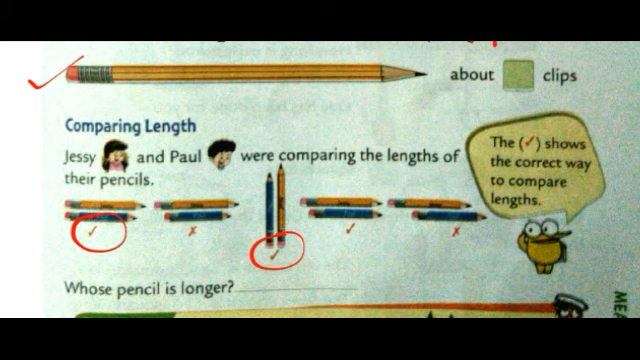 about clips
Comparing Length
Jessy and Paul were comparing the lengths of
their pencils.
The (✓) shows
the correct way
to compare
lengths.
✓ ✗ ✓ ✓ ✗
Whose pencil is longer?
MEA